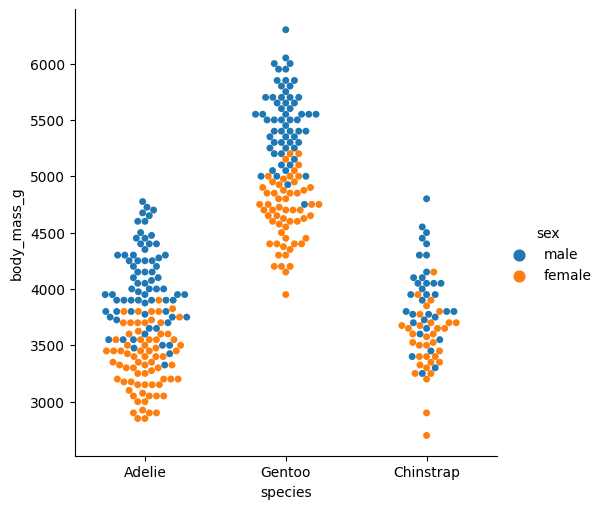 6000
5500
5000
4500
4000
3500
3000
body_mass_g
Adelie
Gentoo
Chinstrap
species
sex
male
female